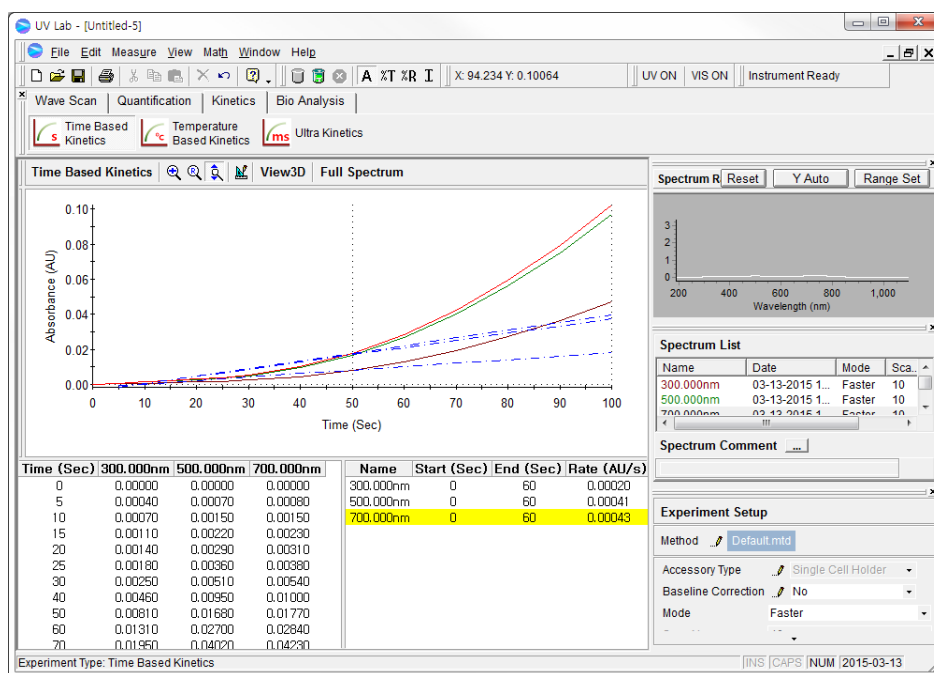 UV Lab - [Untitled-5]
File Edit Measure View Math Window Help
A %T %R I X: 94.234 Y: 0.10064 UV ON VIS ON Instrument Ready
Wave Scan Quantification Kinetics Bio Analysis
s Time Based Kinetics °c Temperature Based Kinetics ms Ultra Kinetics
Time Based Kinetics R View3D Full Spectrum
0.10
0.08
0.06
0.04
0.02
0.00
Absorbance (AU)
0 10 20 30 40 50 60 70 80 90 100
Time (Sec)
Spectrum R Reset Y Auto Range Set
3
2
1
0
200 400 600 800 1,000
Wavelength (nm)
Spectrum List
Name Date Mode Sca..
300.000nm 03-13-2015 1... Faster 10
500.000nm 03-13-2015 1... Faster 10
700.000nm 03-13-2015 1 Faster 10
Spectrum Comment ...
Time (Sec) 300.000nm 500.000nm 700.000nm
0 0.00000 0.00000 0.00000
5 0.00040 0.00070 0.00080
10 0.00070 0.00150 0.00150
15 0.00110 0.00220 0.00230
20 0.00140 0.00290 0.00310
25 0.00180 0.00360 0.00380
30 0.00250 0.00510 0.00540
40 0.00460 0.00950 0.01000
50 0.00810 0.01680 0.01770
60 0.01310 0.02700 0.02840
70 0.01950 0.04020 0.04230
Name Start (Sec) End (Sec) Rate (AU/s)
300.000nm 0 60 0.00020
500.000nm 0 60 0.00041
700.000nm 0 60 0.00043
Experiment Setup
Method Default.mtd
Accessory Type Single Cell Holder
Baseline Correction No
Mode Faster
Experiment Type: Time Based Kinetics INS CAPS NUM 2015-03-13